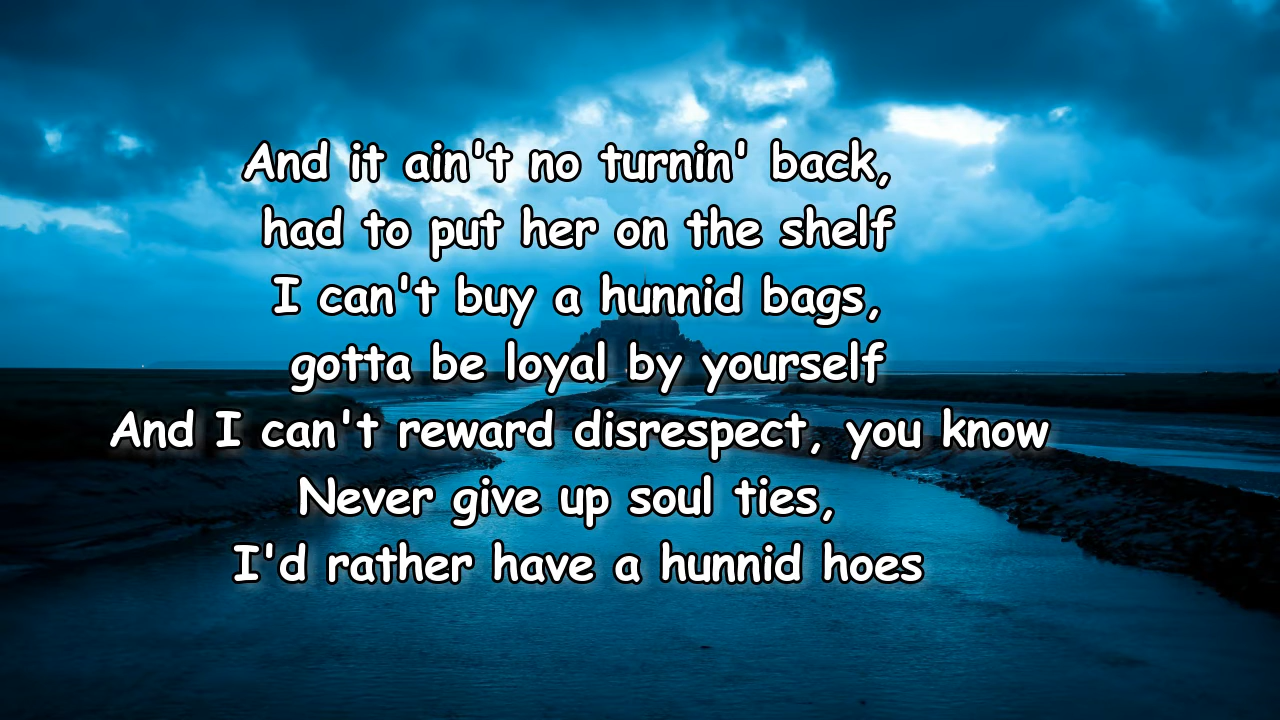 And it ain't no turnin' back,
had to put her on the shelf
I can't buy a hunnid bags,
gotta be loyal by yourself
And I can't reward disrespect, you know
Never give up soul ties,
I'd rather have a hunnid hoes